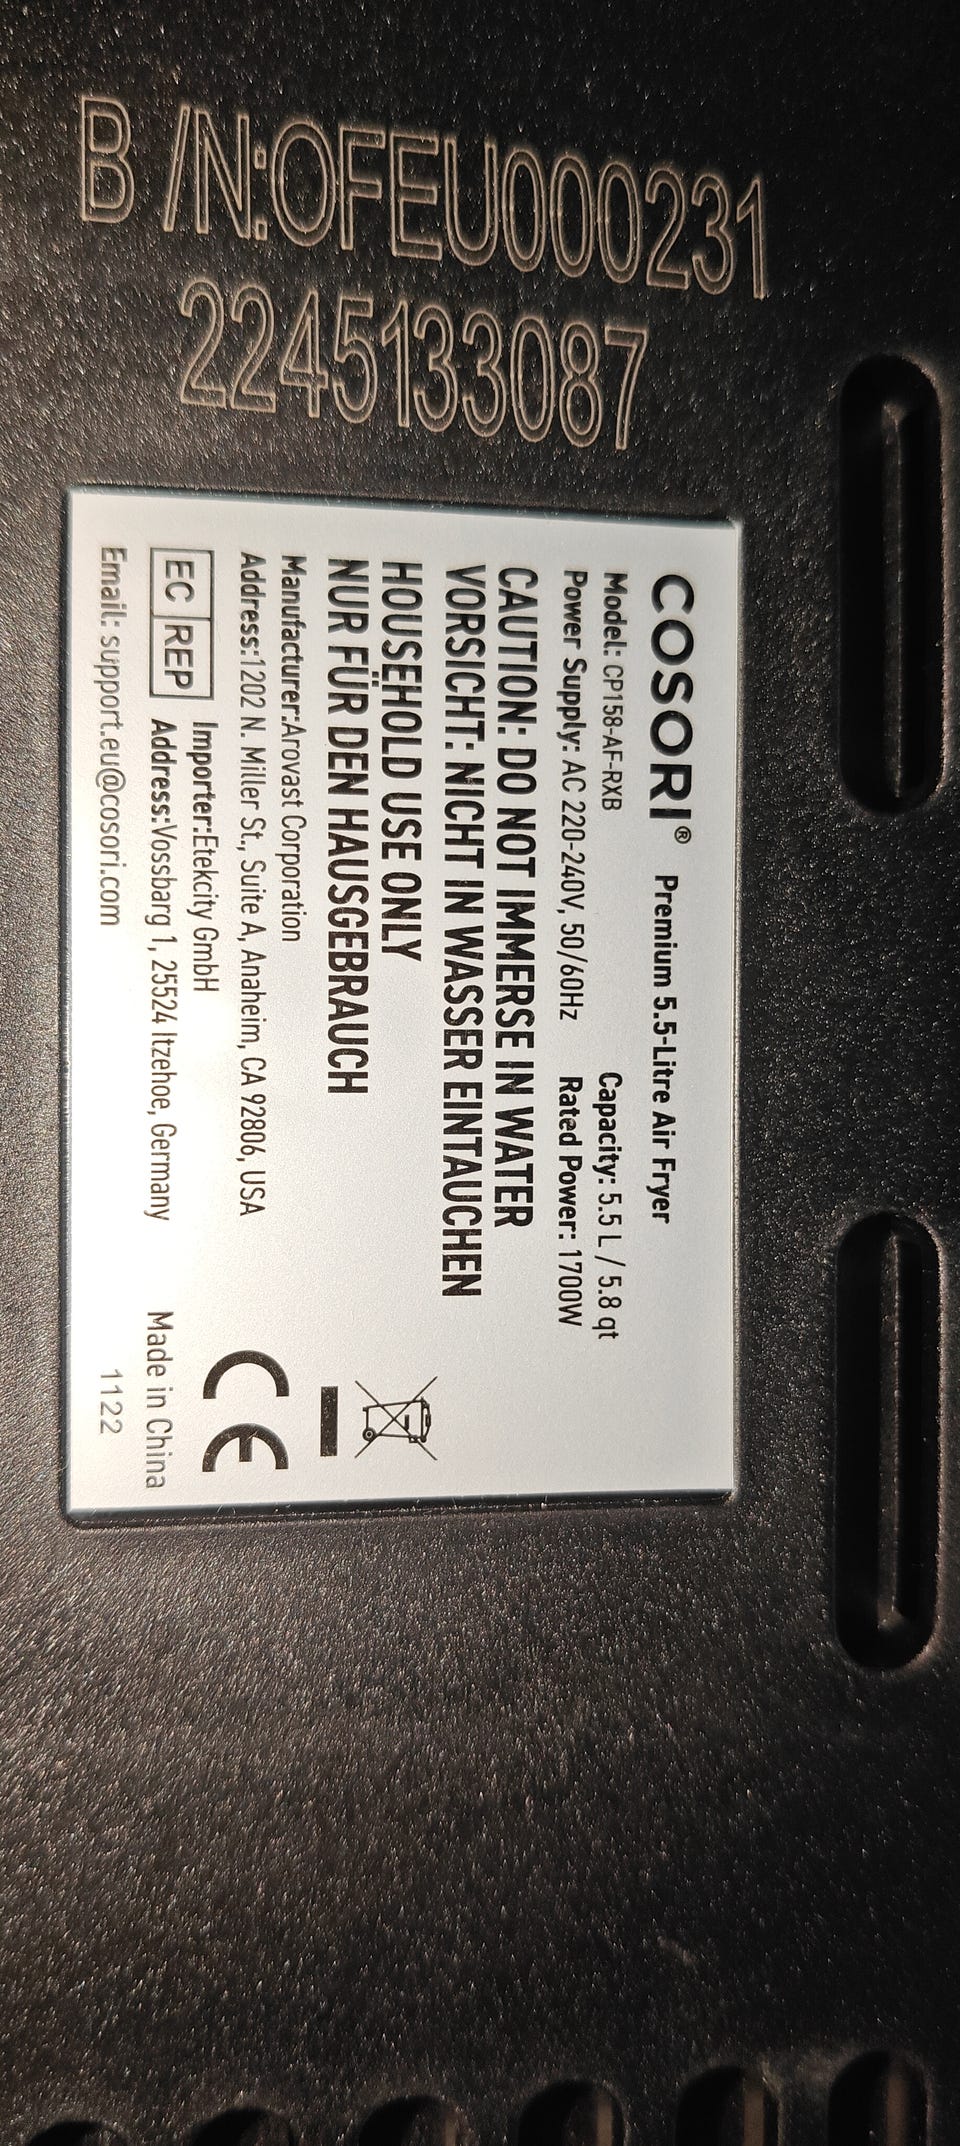 B /N:OFEU000231
2245133087
COSORI® Premium 5.5-Litre Air Fryer
Model: CP158-AF-RXB Capacity: 5.5 L / 5.8 qt
Power Supply: AC 220-240V, 50/60Hz Rated Power: 1700W
CAUTION: DO NOT IMMERSE IN WATER
VORSICHT: NICHT IN WASSER EINTAUCHEN
HOUSEHOLD USE ONLY
NUR FÜR DEN HAUSGEBRAUCH
Manufacturer:Arovast Corporation
Address:1202 N. Miller St., Suite A, Anaheim, CA 92806, USA
EC REP Importer:Etekcity GmbH
Address:Vossbarg 1, 25524 Itzehoe, Germany
Email: support.eu@cosori.com
CE
Made in China
1122